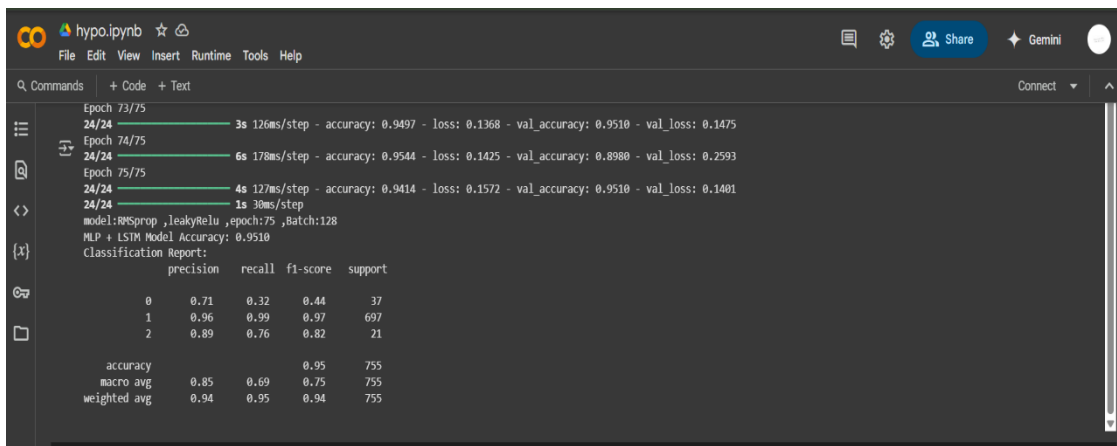 hypo.ipynb
File Edit View Insert Runtime Tools Help
Share
Gemini
Commands + Code + Text
Connect
Epoch 73/75
24/24 3s 126ms/step - accuracy: 0.9497 - loss: 0.1368 - val_accuracy: 0.9510 - val_loss: 0.1475
Epoch 74/75
24/24 6s 178ms/step - accuracy: 0.9544 - loss: 0.1425 - val_accuracy: 0.8980 - val_loss: 0.2593
Epoch 75/75
24/24 4s 127ms/step - accuracy: 0.9414 - loss: 0.1572 - val_accuracy: 0.9510 - val_loss: 0.1401
24/24 1s 30ms/step
model:RMSprop ,leakyRelu ,epoch:75 ,Batch:128
MLP + LSTM Model Accuracy: 0.9510
Classification Report:
precision recall f1-score support
0 0.71 0.32 0.44 37
1 0.96 0.99 0.97 697
2 0.89 0.76 0.82 21
accuracy 0.95 755
macro avg 0.85 0.69 0.75 755
weighted avg 0.94 0.95 0.94 755